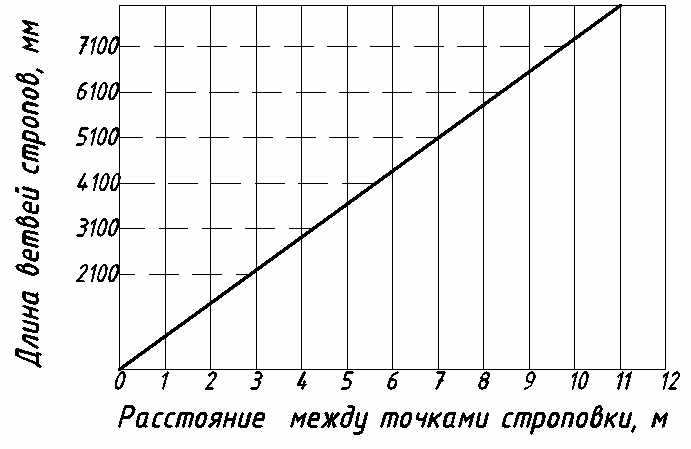 Длина ветвей стропов, мм
7100
6100
5100
4100
3100
2100
0 1 2 3 4 5 6 7 8 9 10 11 12
Расстояние между точками строповки, м